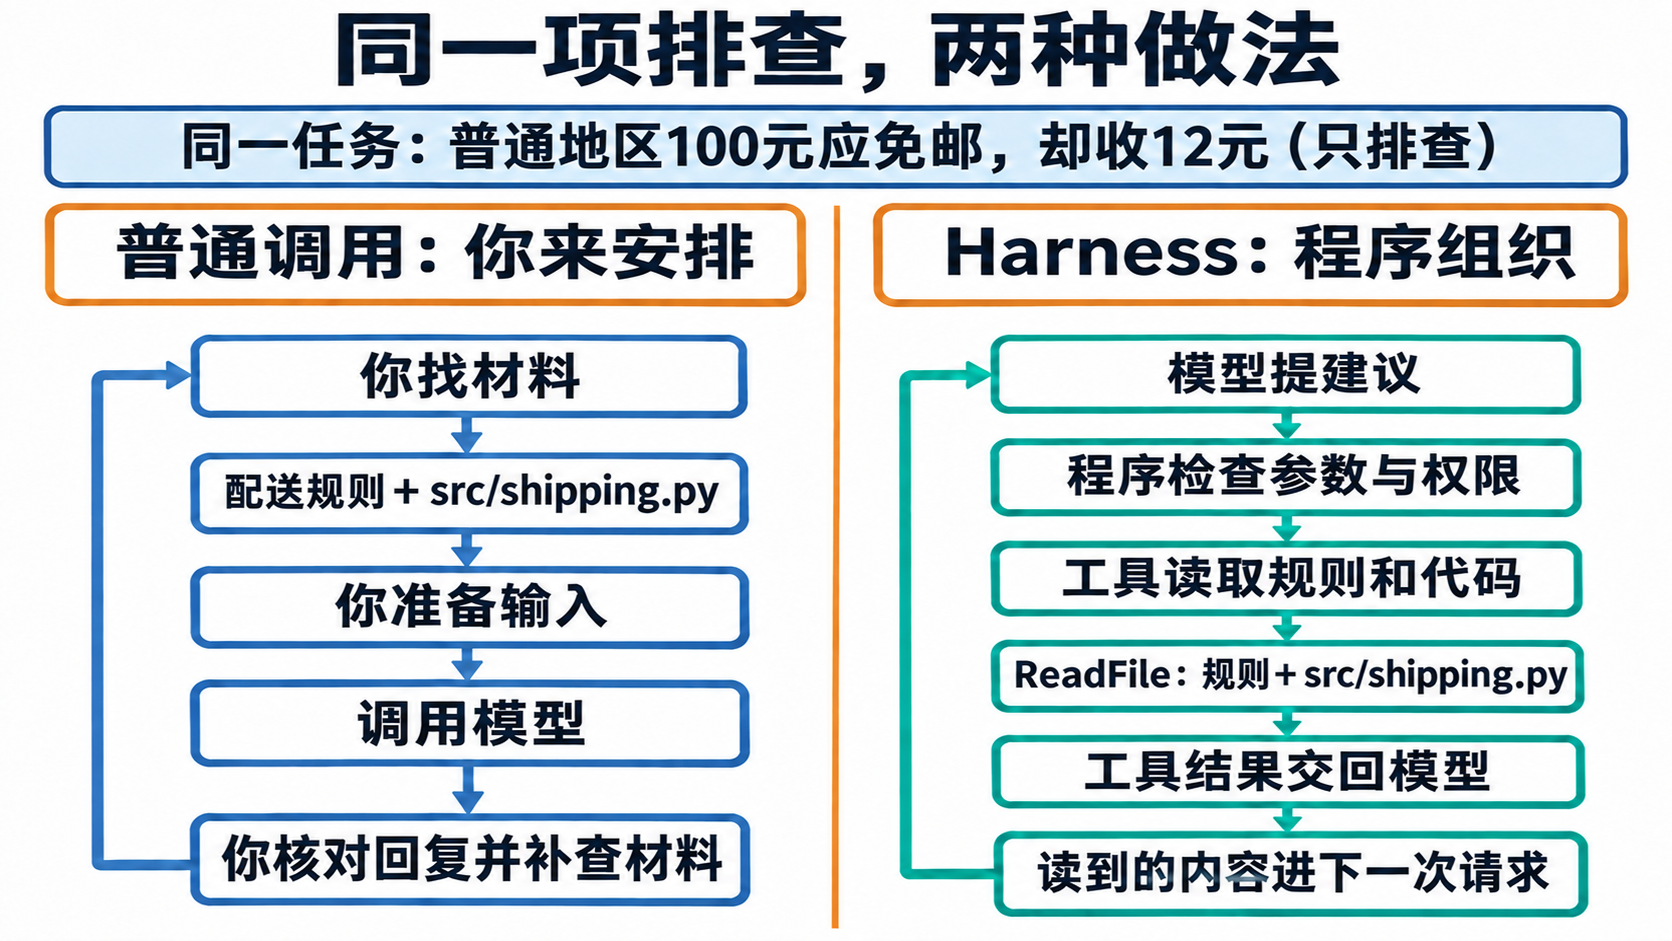 同一项排查，两种做法
同一任务：普通地区100元应免邮，却收12元（只排查）
普通调用：你来安排
你找材料
配送规则＋src/shipping.py
你准备输入
调用模型
你核对回复并补查材料
Harness：程序组织
模型提建议
程序检查参数与权限
工具读取规则和代码
ReadFile：规则＋src/shipping.py
工具结果交回模型
读到的内容进下一次请求